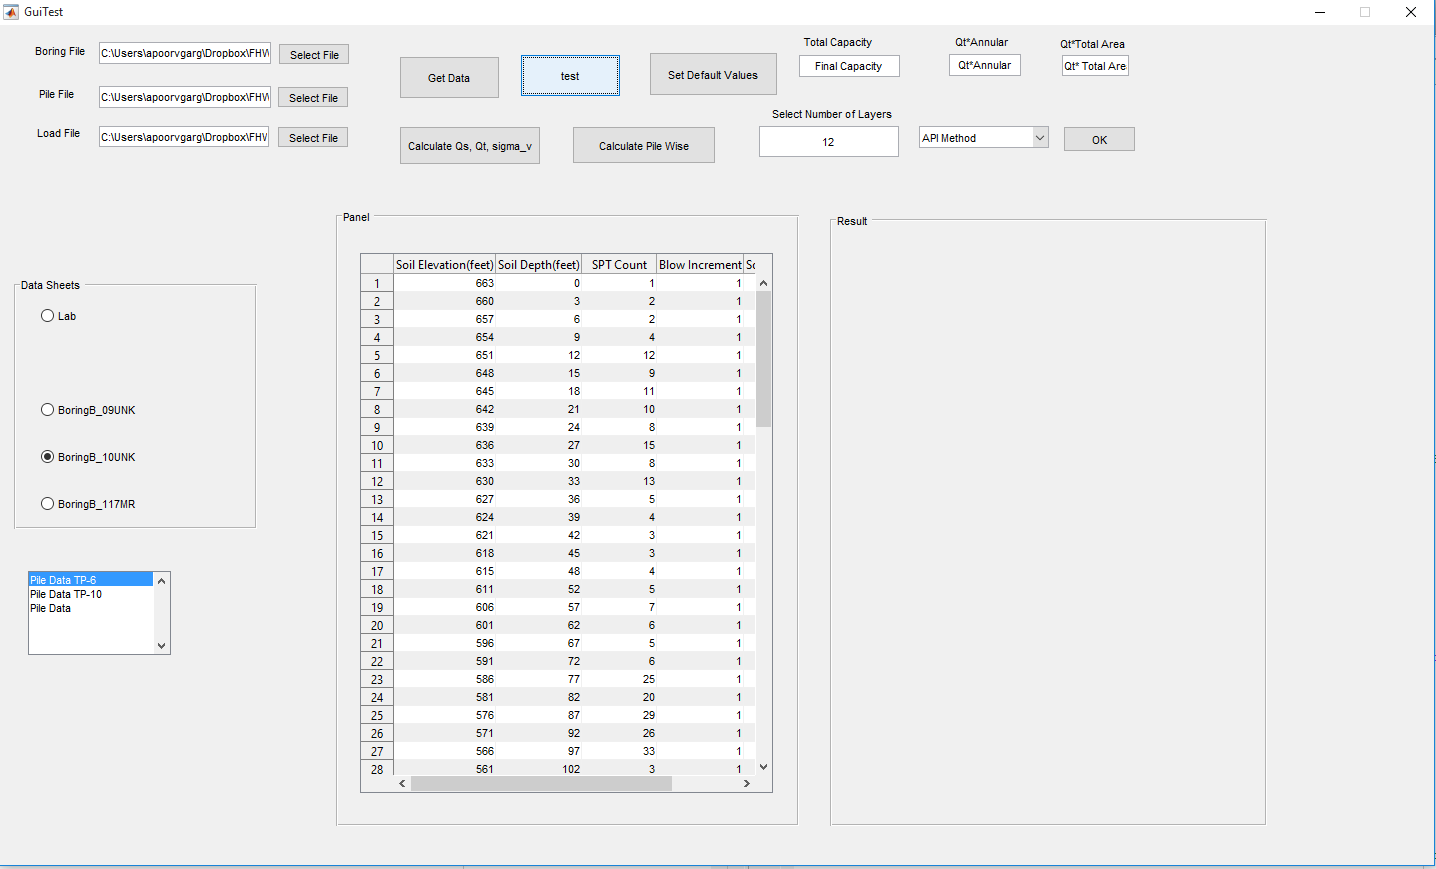 GuiTest
Boring File C:\Users\apoorvgarg\Dropbox\FHW Select File
Pile File C:\Users\apoorvgarg\Dropbox\FHW Select File
Load File C:\Users\apoorvgarg\Dropbox\FHW Select File
Get Data test Set Default Values
Total Capacity Qt*Annular Qt*Total Area
Final Capacity Qt*Annular Qt* Total Area
Calculate Qs, Qt, sigma_v Calculate Pile Wise
Select Number of Layers
12 API Method OK
Data Sheets
Lab
BoringB_09UNK
BoringB_10UNK
BoringB_117MR
Pile Data TP-6
Pile Data TP-10
Pile Data
Panel
Soil Elevation(feet) Soil Depth(feet) SPT Count Blow Increment Sc
1 663 0 1 1
2 660 3 2 1
3 657 6 2 1
4 654 9 4 1
5 651 12 12 1
6 648 15 9 1
7 645 18 11 1
8 642 21 10 1
9 639 24 8 1
10 636 27 15 1
11 633 30 8 1
12 630 33 13 1
13 627 36 5 1
14 624 39 4 1
15 621 42 3 1
16 618 45 3 1
17 615 48 4 1
18 611 52 5 1
19 606 57 7 1
20 601 62 6 1
21 596 67 5 1
22 591 72 6 1
23 586 77 25 1
24 581 82 20 1
25 576 87 29 1
26 571 92 26 1
27 566 97 33 1
28 561 102 3 1
Result